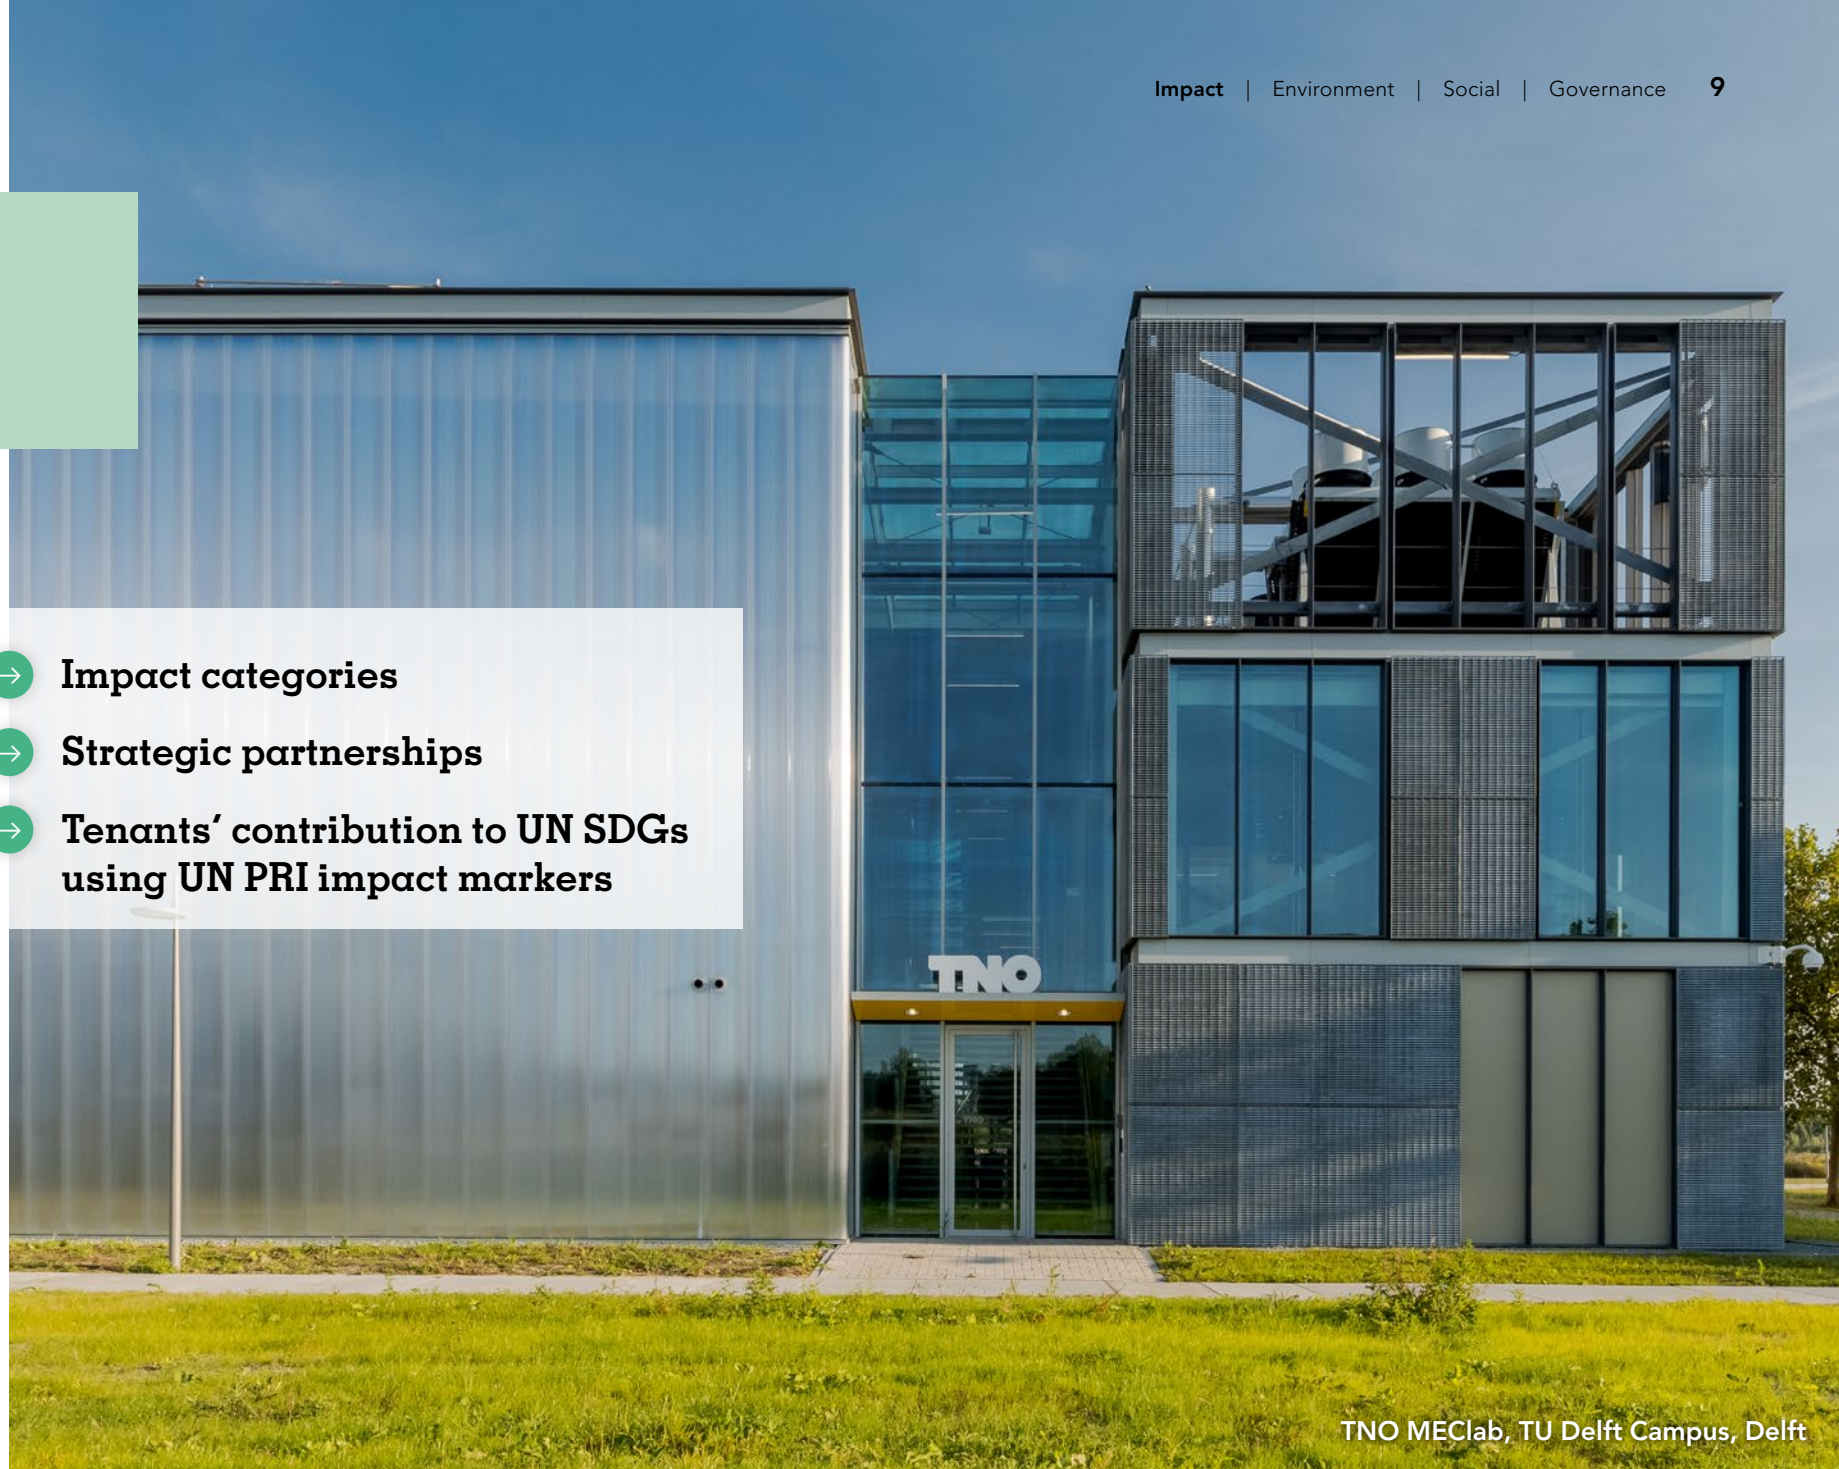 Impact | Environment | Social | Governance 9
Impact categories
Strategic partnerships
Tenants’ contribution to UN SDGs
using UN PRI impact markers
TNO
TNO MEClab, TU Delft Campus, Delft